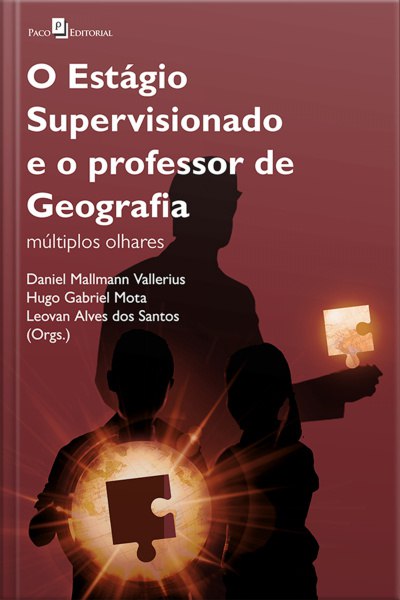 PACO EDITORIAL
O Estágio
Supervisionado
e o professor de
Geografia
múltiplos olhares
Daniel Mallmann Vallerius
Hugo Gabriel Mota
Leovan Alves dos Santos
(Orgs.)